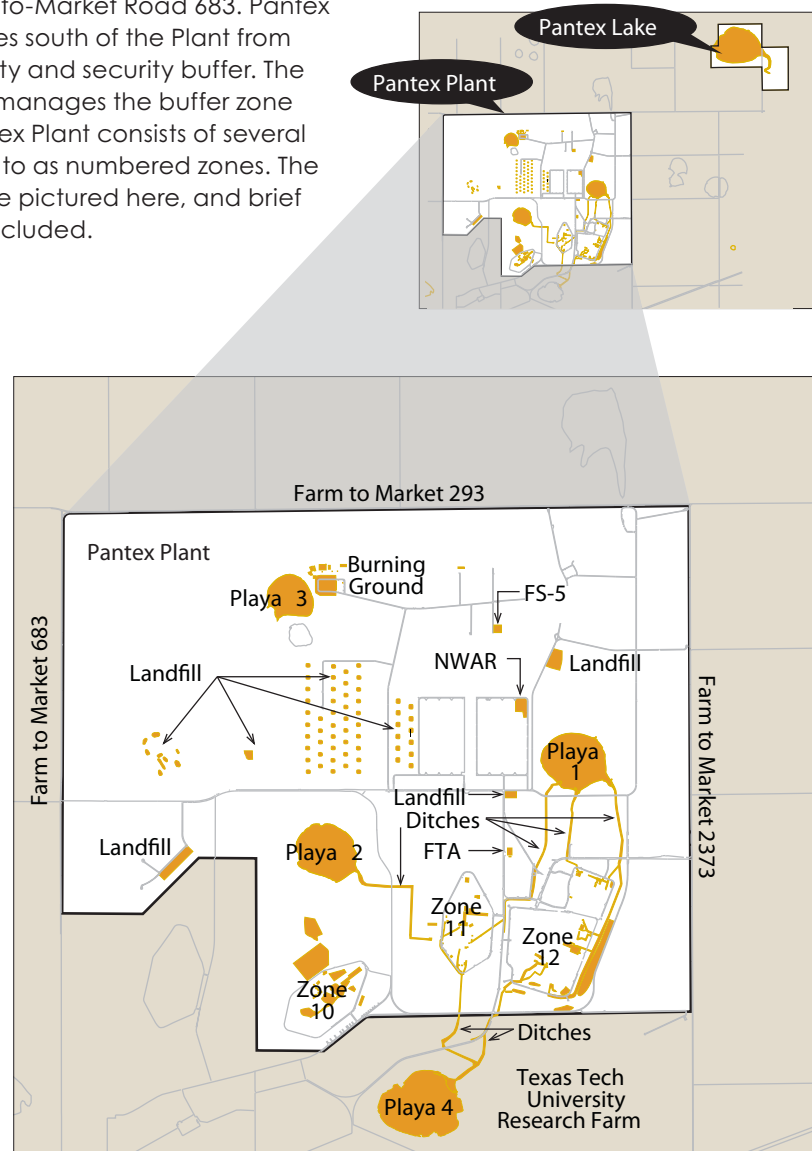 to-Market Road 683. Pantex
es south of the Plant from
ty and security buffer. The
manages the buffer zone
ex Plant consists of several
to as numbered zones. The
e pictured here, and brief
cluded.
Pantex Lake
Pantex Plant
Farm to Market 293
Pantex Plant
Burning
Ground
Playa 3
FS-5
Farm to Market 683
Landfill
NWAR
Landfill
Farm to Market 2373
Playa
1
Landfill
Ditches
Landfill
Playa 2
FTA
Zone
11
Zone
12
Zone
10
Ditches
Texas Tech
University
Research Farm
Playa 4